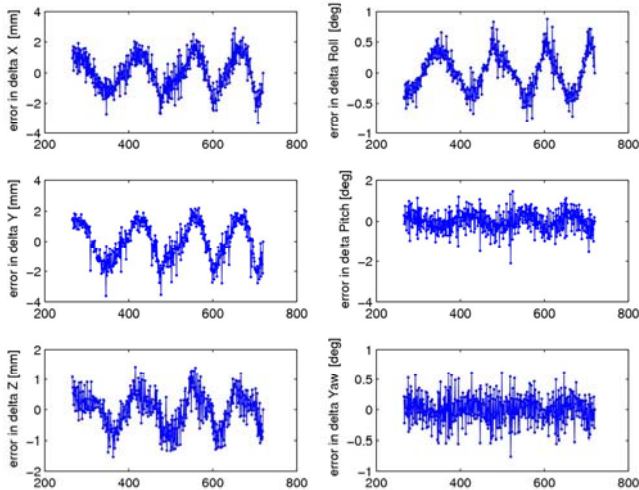 error in delta X [mm]
4
2
0
−2
−4
200 400 600 800
error in delta Roll [deg]
1
0.5
0
−0.5
−1
200 400 600 800
error in delta Y [mm]
4
2
0
−2
−4
200 400 600 800
error in delta Pitch [deg]
2
0
−2
−4
200 400 600 800
error in delta Z [mm]
2
1
0
−1
−2
200 400 600 800
error in delta Yaw [deg]
1
0.5
0
−0.5
−1
200 400 600 800